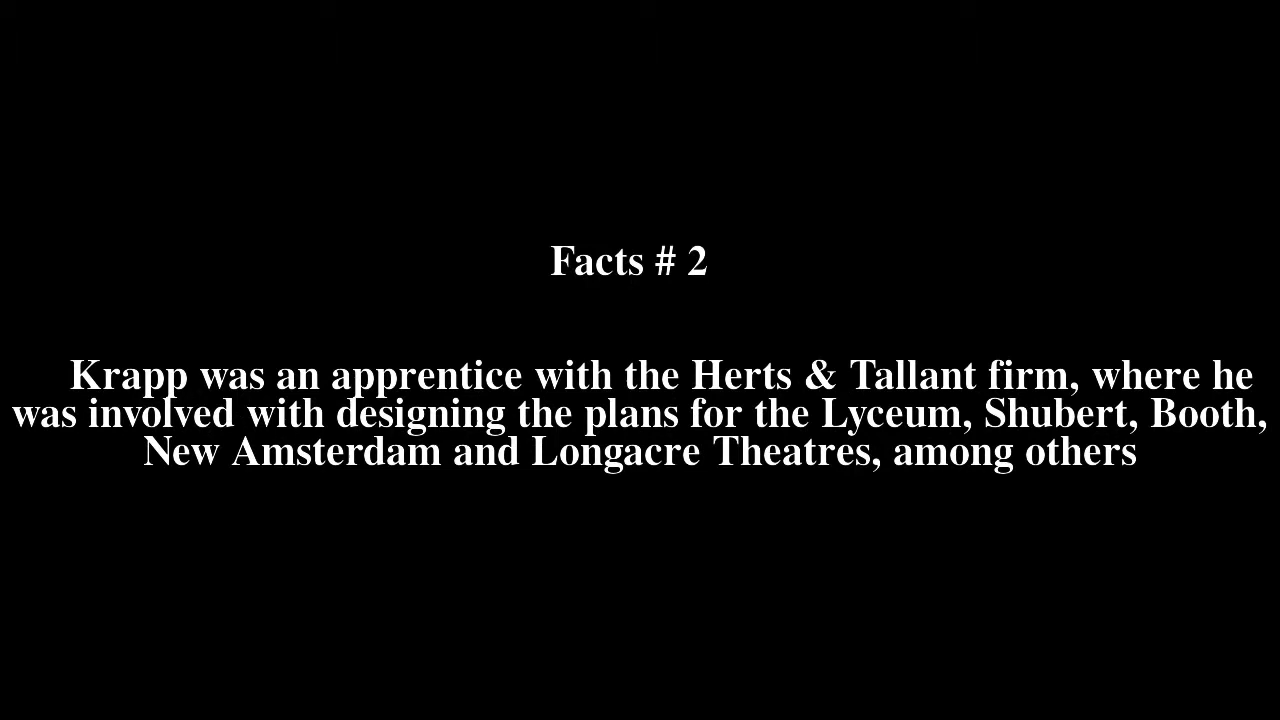 Facts # 2
Krapp was an apprentice with the Herts & Tallant firm, where he
was involved with designing the plans for the Lyceum, Shubert, Booth,
New Amsterdam and Longacre Theatres, among others